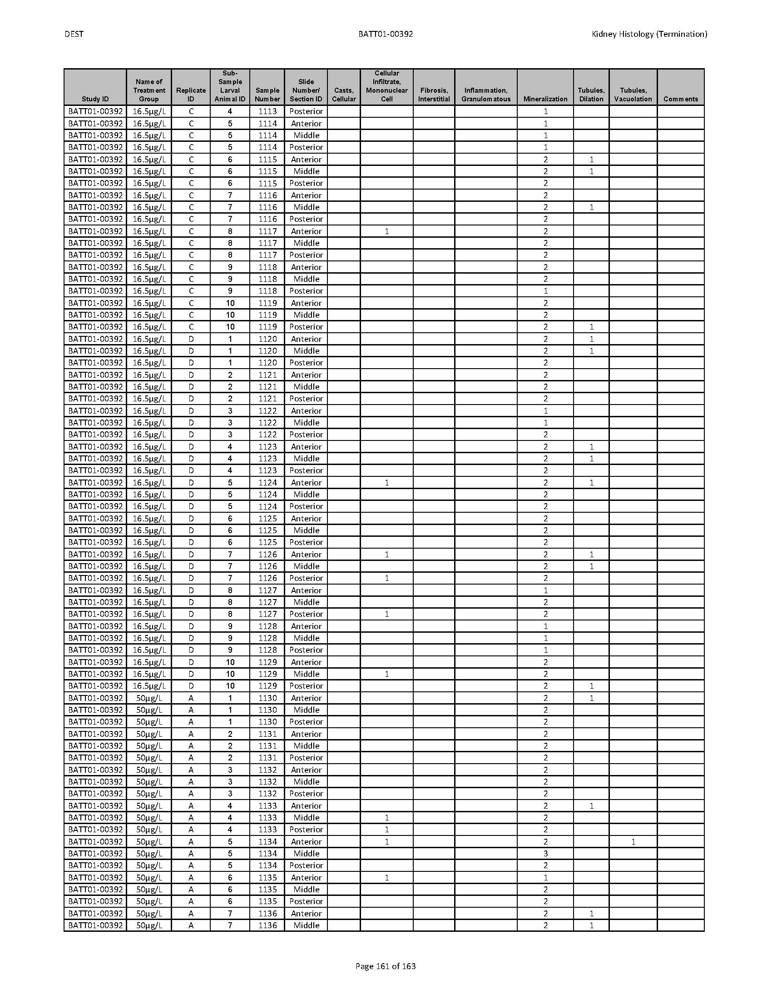 DEST BATT01-00392 Kidney Histology (Termination)
Study ID Name of Treatment Group Replicate ID Sub-Sample Larval Animal ID Sample Number Slide Number/ Section ID Casts, Cellular Cellular Infiltrate, Mononuclear Cell Fibrosis, Interstitial Inflammation, Granulomatous Mineralization Tubules, Dilation Tubules, Vacuolation Comments
BATT01-00392 16.5µg/L C 4 1113 Posterior 1
BATT01-00392 16.5µg/L C 5 1114 Anterior 1
BATT01-00392 16.5µg/L C 5 1114 Middle 1
BATT01-00392 16.5µg/L C 5 1114 Posterior 1
BATT01-00392 16.5µg/L C 6 1115 Anterior 2 1
BATT01-00392 16.5µg/L C 6 1115 Middle 2 1
BATT01-00392 16.5µg/L C 6 1115 Posterior 2
BATT01-00392 16.5µg/L C 7 1116 Anterior 2
BATT01-00392 16.5µg/L C 7 1116 Middle 2 1
BATT01-00392 16.5µg/L C 7 1116 Posterior 2
BATT01-00392 16.5µg/L C 8 1117 Anterior 1 2
BATT01-00392 16.5µg/L C 8 1117 Middle 2
BATT01-00392 16.5µg/L C 8 1117 Posterior 2
BATT01-00392 16.5µg/L C 9 1118 Anterior 2
BATT01-00392 16.5µg/L C 9 1118 Middle 2
BATT01-00392 16.5µg/L C 9 1118 Posterior 1
BATT01-00392 16.5µg/L C 10 1119 Anterior 2
BATT01-00392 16.5µg/L C 10 1119 Middle 2
BATT01-00392 16.5µg/L C 10 1119 Posterior 2 1
BATT01-00392 16.5µg/L D 1 1120 Anterior 2 1
BATT01-00392 16.5µg/L D 1 1120 Middle 2 1
BATT01-00392 16.5µg/L D 1 1120 Posterior 2
BATT01-00392 16.5µg/L D 2 1121 Anterior 2
BATT01-00392 16.5µg/L D 2 1121 Middle 2
BATT01-00392 16.5µg/L D 2 1121 Posterior 2
BATT01-00392 16.5µg/L D 3 1122 Anterior 1
BATT01-00392 16.5µg/L D 3 1122 Middle 1
BATT01-00392 16.5µg/L D 3 1122 Posterior 2
BATT01-00392 16.5µg/L D 4 1123 Anterior 2 1
BATT01-00392 16.5µg/L D 4 1123 Middle 2 1
BATT01-00392 16.5µg/L D 4 1123 Posterior 2
BATT01-00392 16.5µg/L D 5 1124 Anterior 1 2 1
BATT01-00392 16.5µg/L D 5 1124 Middle 2
BATT01-00392 16.5µg/L D 5 1124 Posterior 2
BATT01-00392 16.5µg/L D 6 1125 Anterior 2
BATT01-00392 16.5µg/L D 6 1125 Middle 2
BATT01-00392 16.5µg/L D 6 1125 Posterior 2
BATT01-00392 16.5µg/L D 7 1126 Anterior 1 2 1
BATT01-00392 16.5µg/L D 7 1126 Middle 2 1
BATT01-00392 16.5µg/L D 7 1126 Posterior 1 2
BATT01-00392 16.5µg/L D 8 1127 Anterior 1
BATT01-00392 16.5µg/L D 8 1127 Middle 2
BATT01-00392 16.5µg/L D 8 1127 Posterior 1 2
BATT01-00392 16.5µg/L D 9 1128 Anterior 1
BATT01-00392 16.5µg/L D 9 1128 Middle 1
BATT01-00392 16.5µg/L D 9 1128 Posterior 1
BATT01-00392 16.5µg/L D 10 1129 Anterior 2
BATT01-00392 16.5µg/L D 10 1129 Middle 1 2
BATT01-00392 16.5µg/L D 10 1129 Posterior 2 1
BATT01-00392 50µg/L A 1 1130 Anterior 2 1
BATT01-00392 50µg/L A 1 1130 Middle 2
BATT01-00392 50µg/L A 1 1130 Posterior 2
BATT01-00392 50µg/L A 2 1131 Anterior 2
BATT01-00392 50µg/L A 2 1131 Middle 2
BATT01-00392 50µg/L A 2 1131 Posterior 2
BATT01-00392 50µg/L A 3 1132 Anterior 2
BATT01-00392 50µg/L A 3 1132 Middle 2
BATT01-00392 50µg/L A 3 1132 Posterior 2
BATT01-00392 50µg/L A 4 1133 Anterior 2 1
BATT01-00392 50µg/L A 4 1133 Middle 1 2
BATT01-00392 50µg/L A 4 1133 Posterior 1 2
BATT01-00392 50µg/L A 5 1134 Anterior 1 2 1
BATT01-00392 50µg/L A 5 1134 Middle 3
BATT01-00392 50µg/L A 5 1134 Posterior 2
BATT01-00392 50µg/L A 6 1135 Anterior 1 1
BATT01-00392 50µg/L A 6 1135 Middle 2
BATT01-00392 50µg/L A 6 1135 Posterior 2
BATT01-00392 50µg/L A 7 1136 Anterior 2 1
BATT01-00392 50µg/L A 7 1136 Middle 2 1
Page 161 of 163